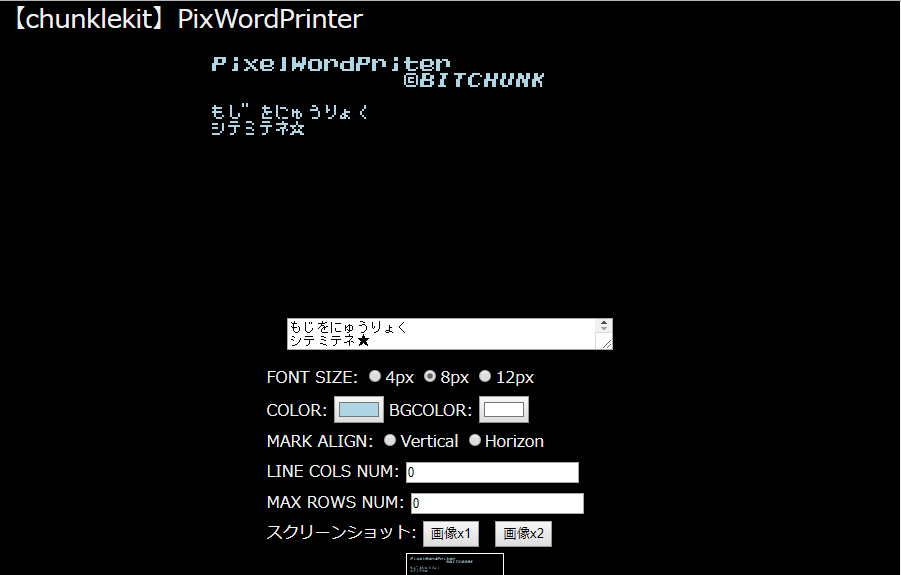 【chunklekit】PixWordPrinter
PixelWordPriter
©BITCHUNK
もじ゛をにゅうりょく
シテミテネ☆
もじをにゅうりょく
シテミテネ★
FONT SIZE: 4px 8px 12px
COLOR: BGCOLOR:
MARK ALIGN: Vertical Horizon
LINE COLS NUM: 0
MAX ROWS NUM: 0
スクリーンショット: 画像x1 画像x2